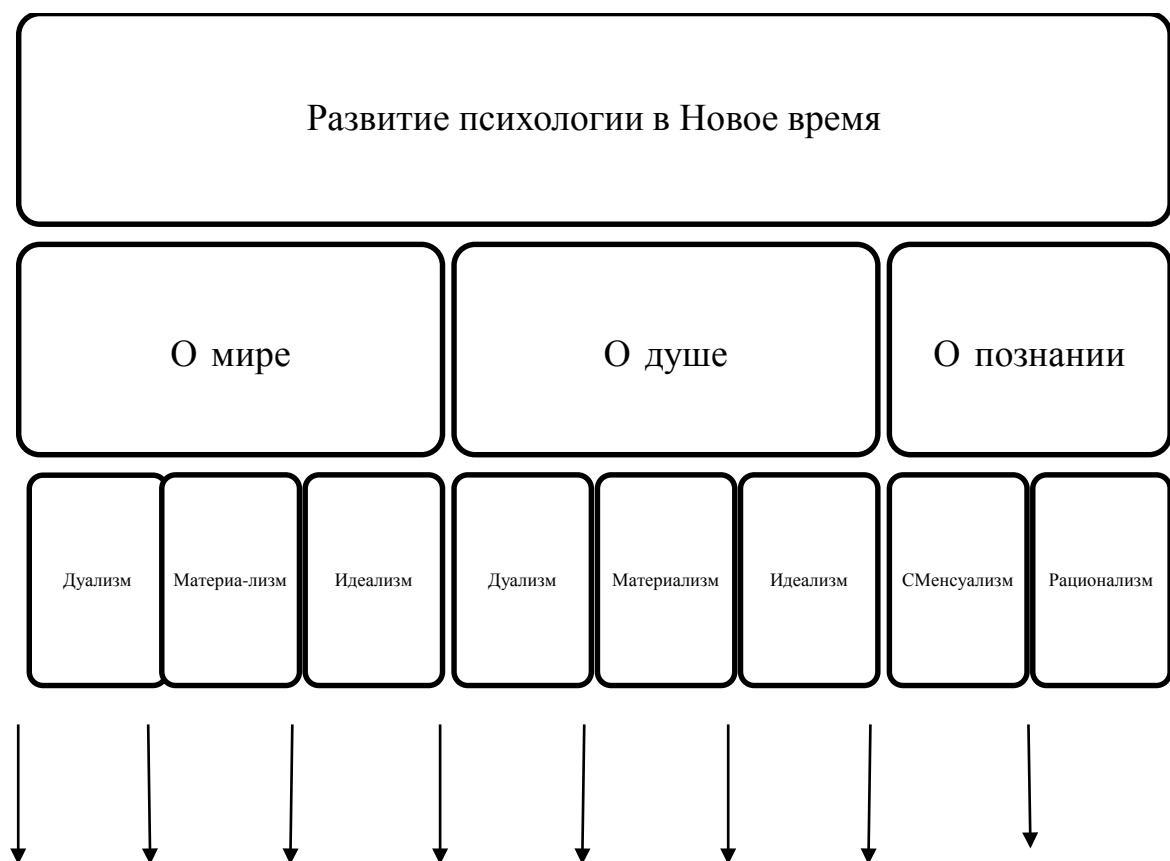 Развитие психологии в Новое время
О мире
О душе
О познании
Дуализм
Материа-лизм
Идеализм
Дуализм
Материализм
Идеализм
СМенсуализм
Рационализм